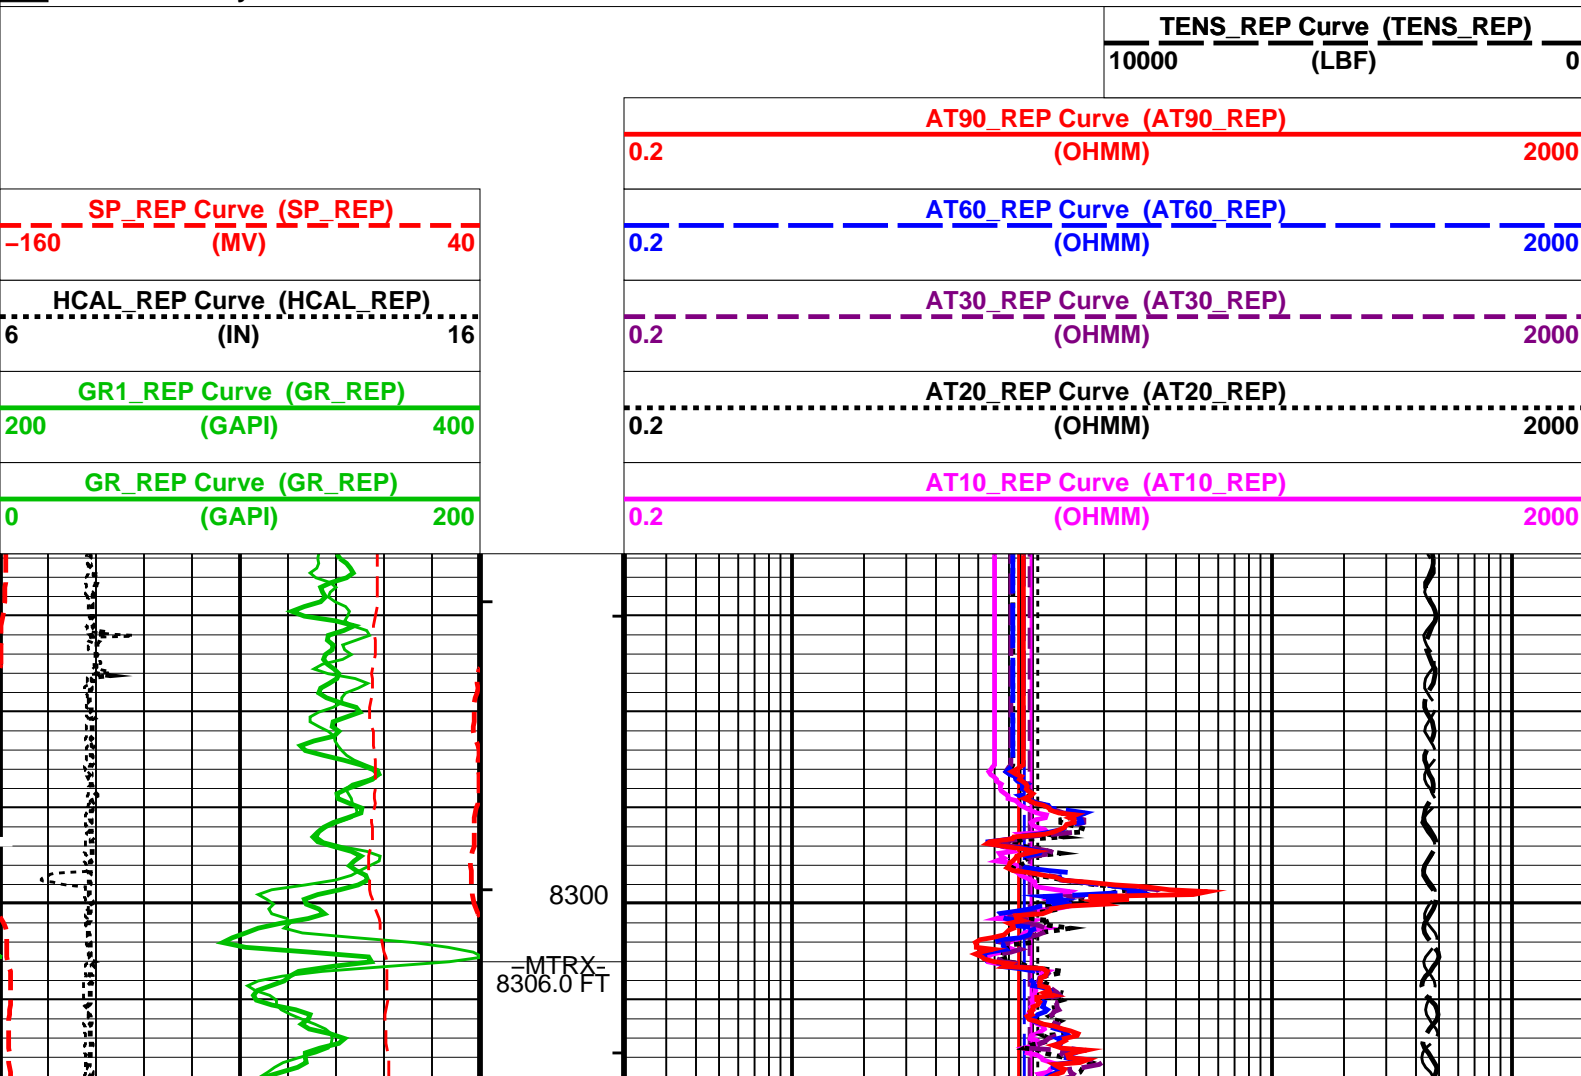 TENS_REP Curve (TENS_REP)
10000 (LBF) 0
AT90_REP Curve (AT90_REP)
0.2 (OHMM) 2000
SP_REP Curve (SP_REP)
−160 (MV) 40
AT60_REP Curve (AT60_REP)
0.2 (OHMM) 2000
HCAL_REP Curve (HCAL_REP)
6 (IN) 16
AT30_REP Curve (AT30_REP)
0.2 (OHMM) 2000
GR1_REP Curve (GR_REP)
200 (GAPI) 400
AT20_REP Curve (AT20_REP)
0.2 (OHMM) 2000
GR_REP Curve (GR_REP)
0 (GAPI) 200
AT10_REP Curve (AT10_REP)
0.2 (OHMM) 2000
8300
−MTRX−
8306.0 FT